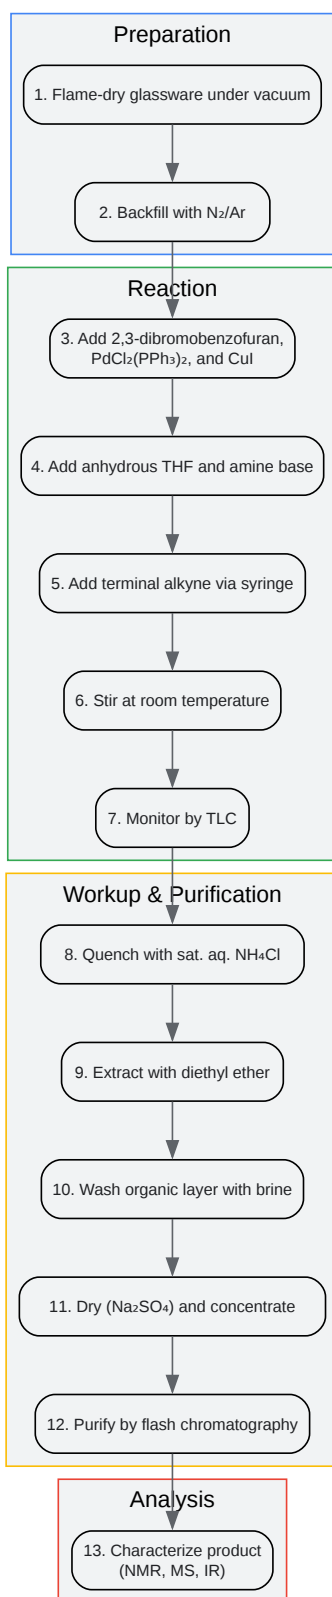 Preparation
1. Flame-dry glassware under vacuum
2. Backfill with N₂/Ar
Reaction
3. Add 2,3-dibromobenzofuran,
PdCl₂(PPh₃)₂, and CuI
4. Add anhydrous THF and amine base
5. Add terminal alkyne via syringe
6. Stir at room temperature
7. Monitor by TLC
Workup & Purification
8. Quench with sat. aq. NH₄Cl
9. Extract with diethyl ether
10. Wash organic layer with brine
11. Dry (Na₂SO₄) and concentrate
12. Purify by flash chromatography
Analysis
13. Characterize product
(NMR, MS, IR)